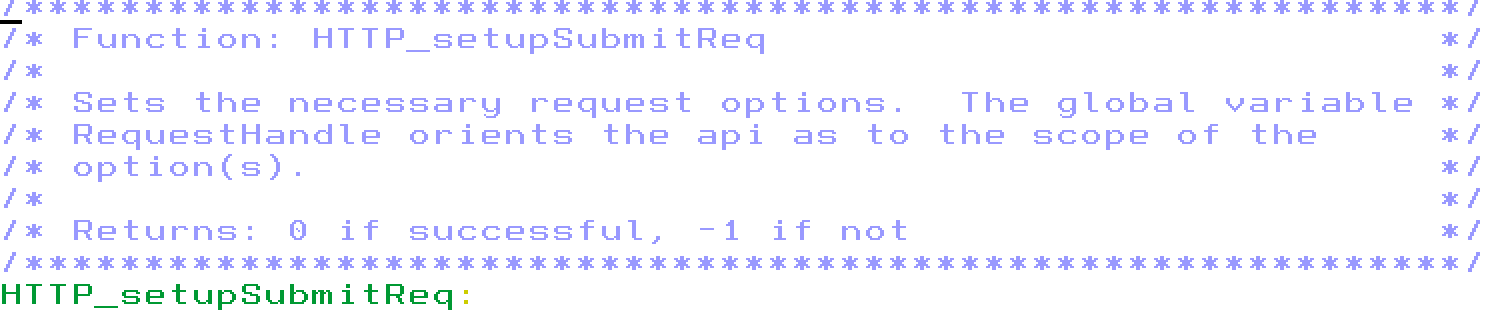 /************************************************************/
/* Function: HTTP_setupSubmitReq                            */
/*                                                          */
/* Sets the necessary request options.  The global variable */
/* RequestHandle orients the api as to the scope of the     */
/* option(s).                                               */
/*                                                          */
/* Returns: 0 if successful, -1 if not                      */
/************************************************************/
HTTP_setupSubmitReq: